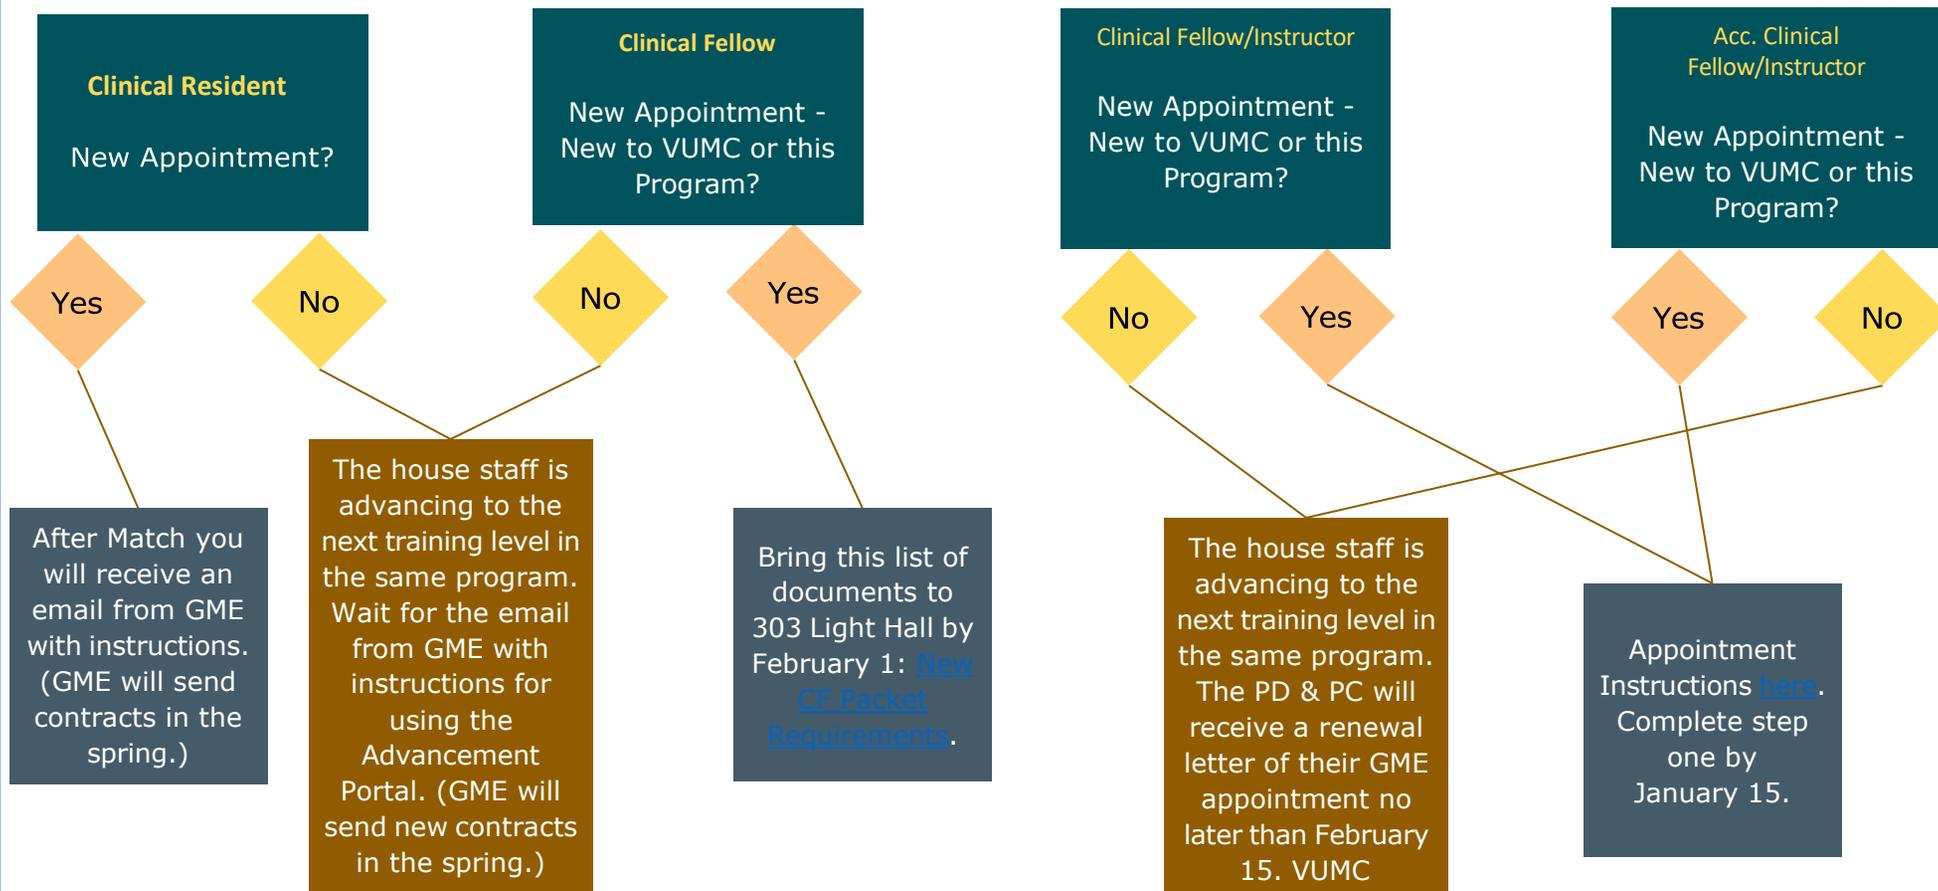 Clinical Resident
New Appointment?
Clinical Fellow
New Appointment -
New to VUMC or this
Program?
Clinical Fellow/Instructor
New Appointment -
New to VUMC or this
Program?
Acc. Clinical
Fellow/Instructor
New Appointment -
New to VUMC or this
Program?
Yes
No
No
Yes
No
Yes
Yes
No
After Match you
will receive an
email from GME
with instructions.
(GME will send
contracts in the
spring.)
The house staff is
advancing to the
next training level in
the same program.
Wait for the email
from GME with
instructions for
using the
Advancement
Portal. (GME will
send new contracts
in the spring.)
Bring this list of
documents to
303 Light Hall by
February 1: New
CF Packet
Requirements.
The house staff is
advancing to the
next training level in
the same program.
The PD & PC will
receive a renewal
letter of their GME
appointment no
later than February
15. VUMC
Appointment
Instructions here.
Complete step
one by
January 15.